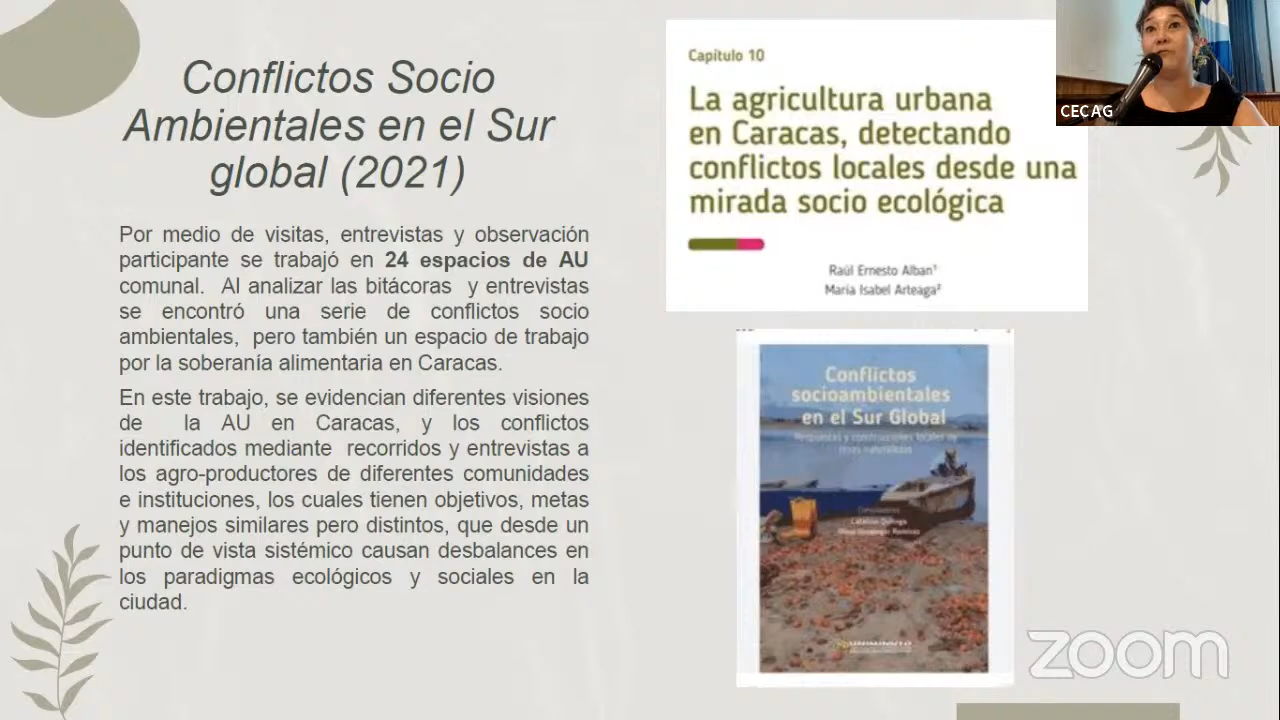 Conflictos Socio
Ambientales en el Sur
global (2021)
Por medio de visitas, entrevistas y observación
participante se trabajó en 24 espacios de AU
comunal. Al analizar las bitácoras y entrevistas
se encontró una serie de conflictos socio
ambientales, pero también un espacio de trabajo
por la soberanía alimentaria en Caracas.
En este trabajo, se evidencian diferentes visiones
de la AU en Caracas, y los conflictos
identificados mediante recorridos y entrevistas a
los agro-productores de diferentes comunidades
e instituciones, los cuales tienen objetivos, metas
y manejos similares pero distintos, que desde un
punto de vista sistémico causan desbalances en
los paradigmas ecológicos y sociales en la
ciudad.
Capítulo 10
La agricultura urbana
en Caracas, detectando
conflictos locales desde una
mirada socio ecológica
Raúl Ernesto Alban¹
María Isabel Arteaga²
Conflictos
socioambientales
en el Sur Global
Respuestas y construcciones locales
CECAG
zoom